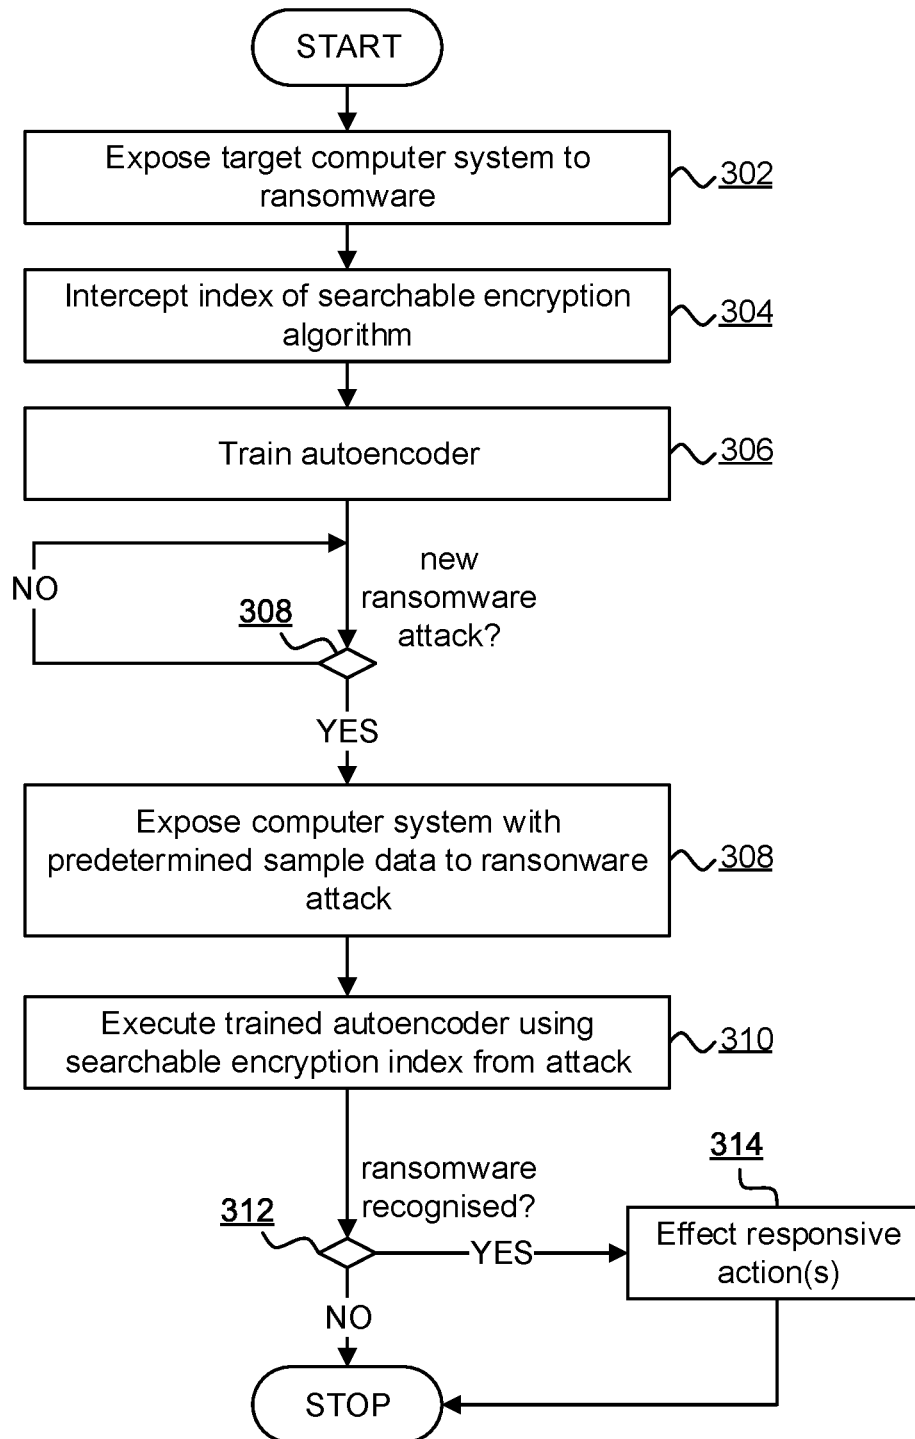 START
Expose target computer system to
ransomware
302
Intercept index of searchable encryption
algorithm
304
Train autoencoder
306
NO
new
ransomware
attack?
308
YES
Expose computer system with
predetermined sample data to ransonware
attack
308
Execute trained autoencoder using
searchable encryption index from attack
310
ransomware
recognised?
312
YES
314
Effect responsive
action(s)
NO
STOP